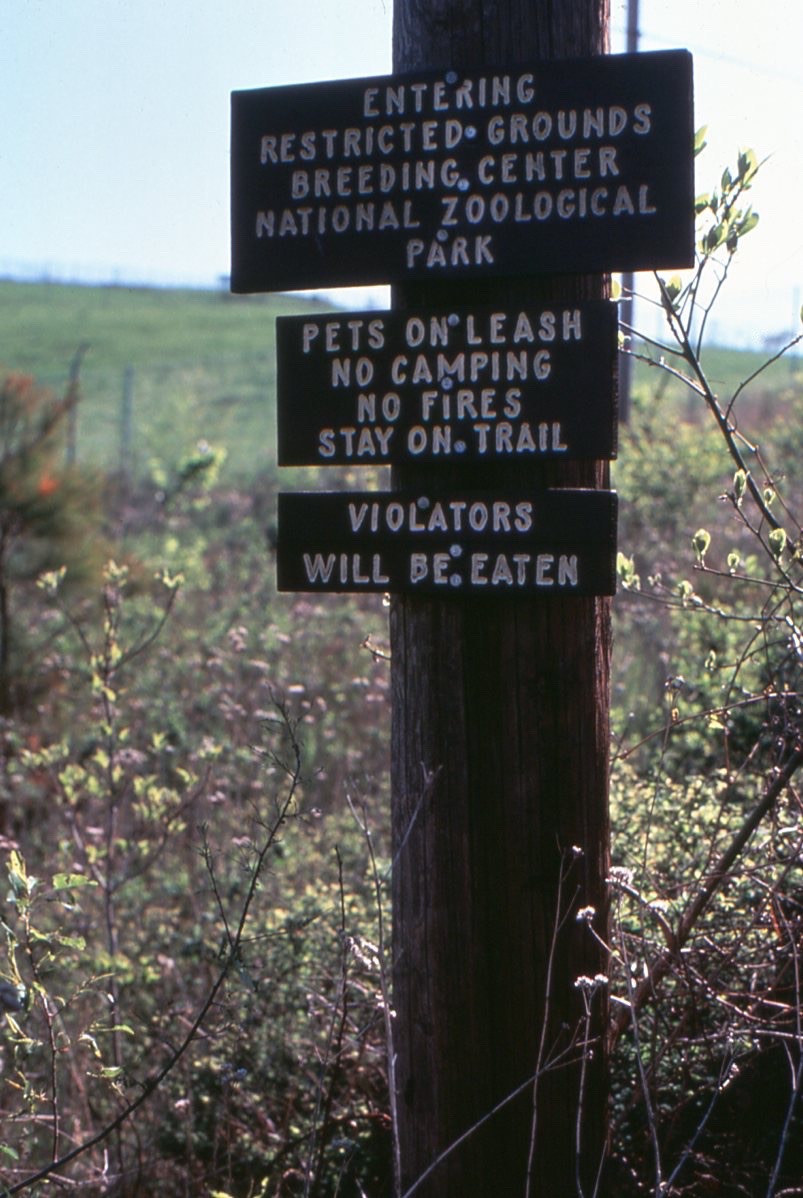 ENTERING
RESTRICTED GROUNDS
BREEDING CENTER
NATIONAL ZOOLOGICAL
PARK
PETS ON LEASH
NO CAMPING
NO FIRES
STAY ON TRAIL
VIOLATORS
WILL BE EATEN